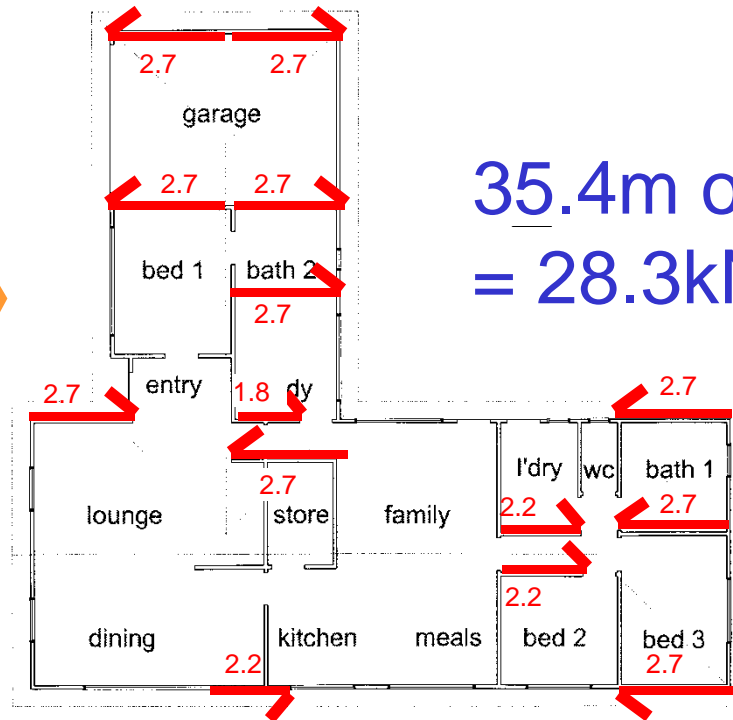 2.7 2.7
garage
2.7 2.7
35.4m
= 28.3k
bed 1 bath 2
2.7
entry
2.7 1.8 dy 2.7
l'dry wc bath 1
2.7 2.2 2.7
lounge store family
2.2
dining kitchen meals bed 2 bed 3
2.2 2.7